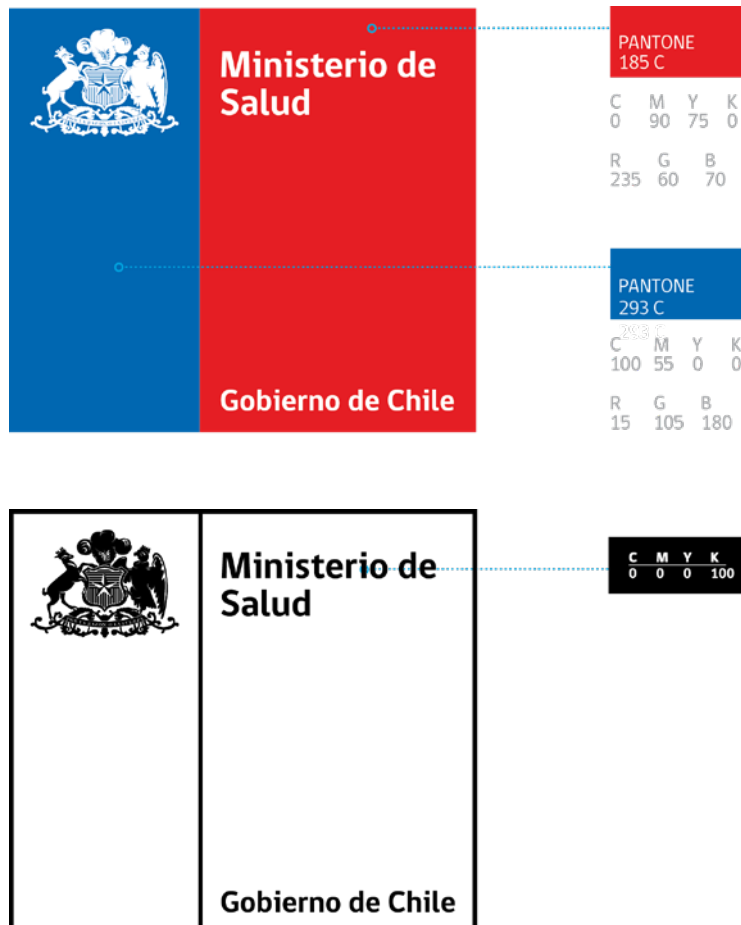 Ministerio de
Salud
Gobierno de Chile
PANTONE
185 C
C M Y K
0 90 75 0
R G B
235 60 70
PANTONE
293 C
293 C
C M Y K
100 55 0 0
R G B
15 105 180
Ministerio de
Salud
Gobierno de Chile
C M Y K
0 0 0 100